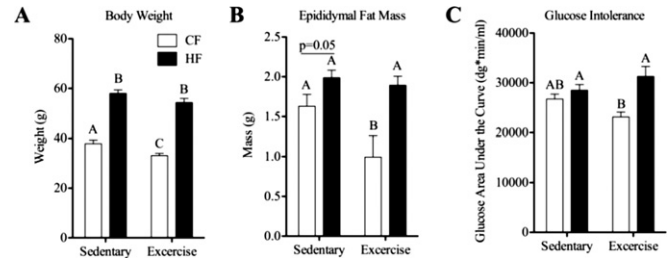 A
Body Weight
CF
HF
Weight (g)
80
60
40
20
0
A
B
C
B
Sedentary
Excercise
B
Epididymal Fat Mass
p=0.05
Mass (g)
2.5
2.0
1.5
1.0
0.5
0.0
A
A
B
A
Sedentary
Excercise
C
Glucose Intolerance
Glucose Area Under the Curve (dg*min/ml)
40000
30000
20000
10000
0
AB
A
B
A
Sedentary
Excercise